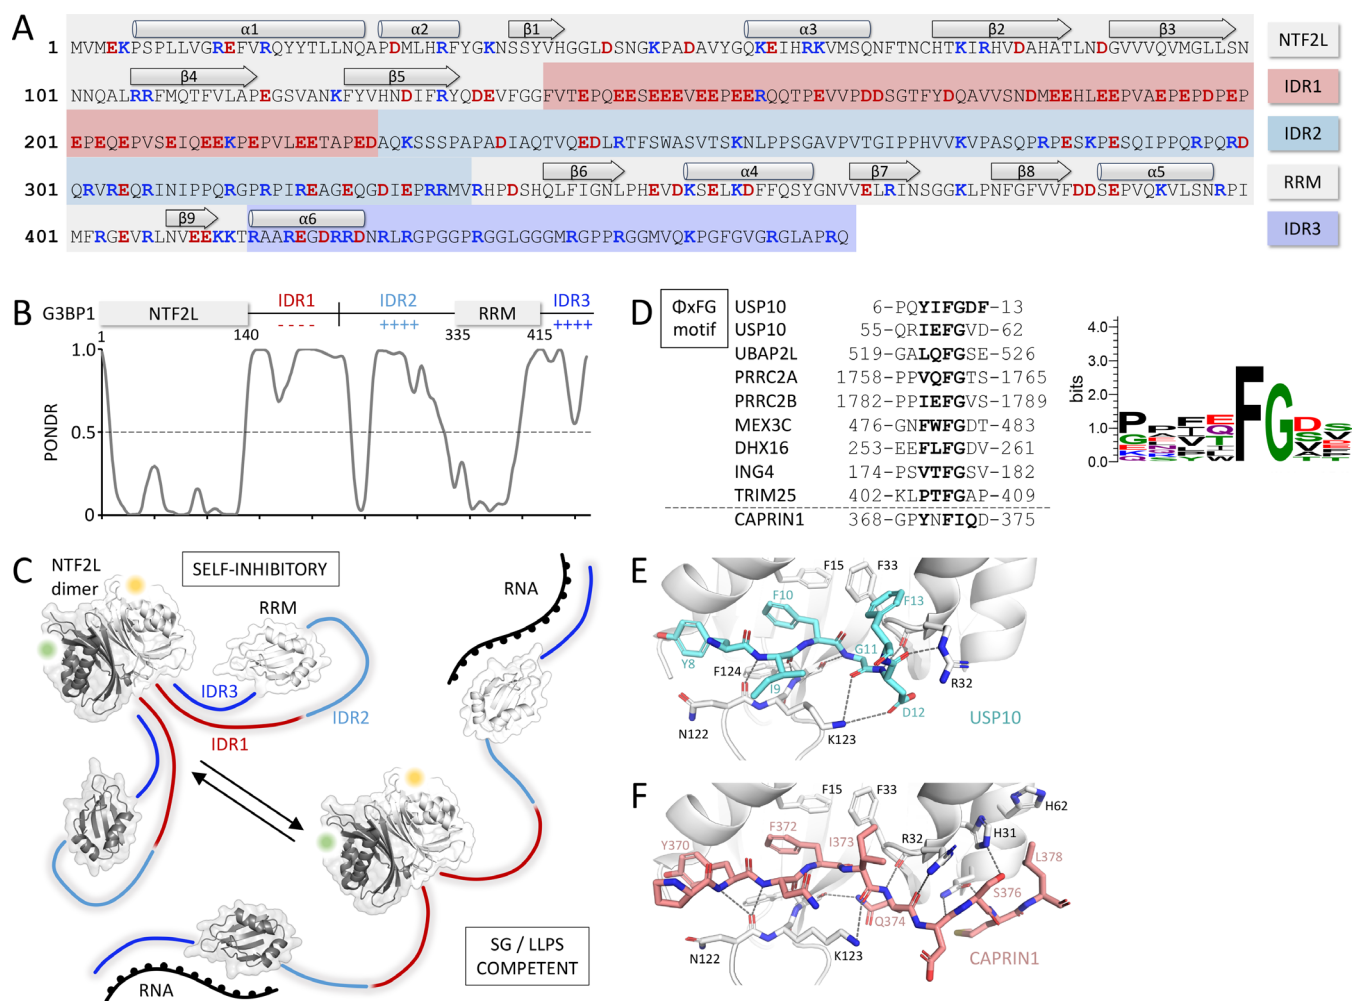 A
α1 α2 β1 α3 β2 β3
1 MVMEKPSPLLVGREFVRQYYTLLNQAPDMLHRFYGKNSSYVHGGLDSNGKPADAVYGQKEIHRKVMSQNFTNCHTKIRHVDAHATLNDGVVVQVMGLLSN
β4 β5
101 NNQALRRFMQTFVLAPEGSVANKFYVHNDIFRYQDEVFGGFVTEPQEESEEEVEEPEERQQTPEVVPDDSGTFYDQAVVSNDMEEHLEEPVAEPEPDPEP
201 EPEQEPVSEIQEEKPEPVLEETAPEDAQKSSSPAPADIAQTVQEDLRTFSWASVTSKNLPPSGAVPVTGIPPHVVKVPASQPRPESKPESQIPPQRPQRD
β6 α4 β7 β8 α5
301 QRVREQRINIPPQRGPRPIREAGEQGDIEPRRMVRHPDSHQLFIGNLPHEVDKSELKDFFQSYGNVVELRINSGGKLPNFGFVVFDDSEPVQKVLSNRPI
β9 α6
401 MFRGEVRLNVEEKKTRAAREGDRRDNRLRGPGGPRGGLGGGMRGPPRGGMVQKPGFGVGRGLAPRQ
NTF2L
IDR1
IDR2
RRM
IDR3
B
IDR1 IDR2 IDR3
G3BP1 NTF2L RRM
---- ++++ ++++
1 140 335 415
1.0
0.5
0
PONDR
C
NTF2L
dimer
SELF-INHIBITORY
RRM
RNA
IDR3
IDR2
IDR1
SG / LLPS
COMPETENT
RNA
D
ΦxFG
motif
USP10 6-PQYIFGDF-13
USP10 55-QRIEFGVD-62
UBAP2L 519-GALQFGSE-526
PRRC2A 1758-PPVQFGTS-1765
PRRC2B 1782-PPIEFGVS-1789
MEX3C 476-GNFWFGDT-483
DHX16 253-EEFLFGDV-261
ING4 174-PSVTFGSV-182
TRIM25 402-KLPTFGAP-409
CAPRIN1 368-GPYNFIQD-375
bits
4.0
3.0
2.0
1.0
0.0
FG
E
F15 F33
F10 F13
Y8 G11
F124 I9 R32
D12
N122 K123
USP10
F
F15 F33 H62
H31
R32
Y370 F372 I373 L378
S376
Q374
N122 K123
CAPRIN1